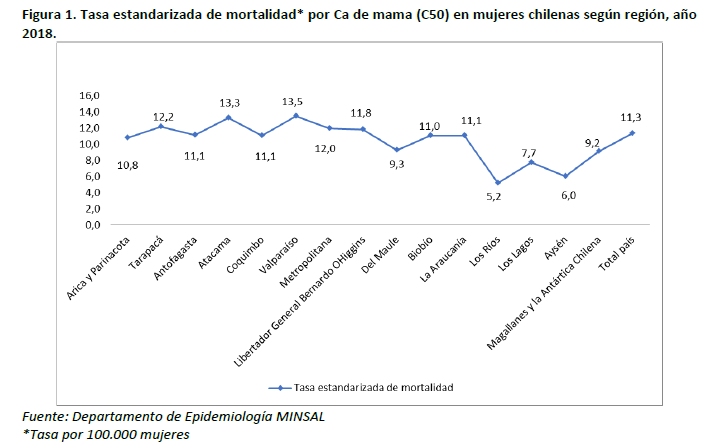 Figura 1. Tasa estandarizada de mortalidad* por Ca de mama (C50) en mujeres chilenas según región, año
2018.
16,0
14,0
12,0
10,0
8,0
6,0
4,0
2,0
0,0
10,8
12,2
11,1
13,3
11,1
13,5
12,0
11,8
9,3
11,0
11,1
5,2
7,7
6,0
9,2
11,3
Arica y Parinacota
Tarapacá
Antofagasta
Atacama
Coquimbo
Valparaíso
Metropolitana
Libertador General Bernardo OHiggins
Del Maule
Biobío
La Araucanía
Los Ríos
Los Lagos
Aysén
Magallanes y la Antártica Chilena
Total país
Tasa estandarizada de mortalidad
Fuente: Departamento de Epidemiología MINSAL
*Tasa por 100.000 mujeres